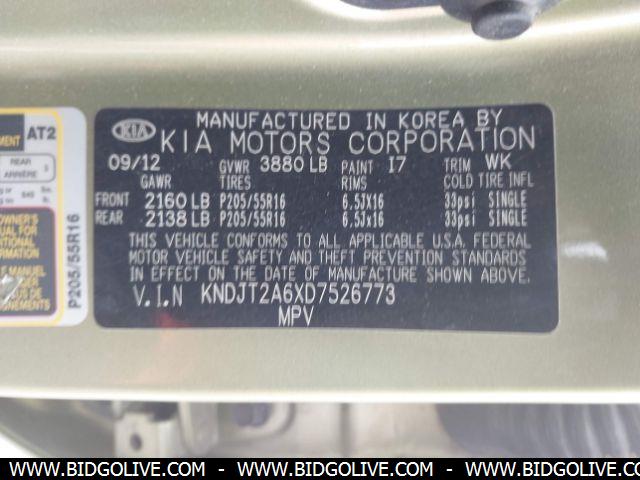 MANUFACTURED IN KOREA BY
KIA KIA MOTORS CORPORATION
09/12 GVWR 3880 LB PAINT I7 TRIM WK
GAWR TIRES RIMS COLD TIRE INFL
FRONT 2160 LB P205/55R16 6.5JX16 33psi SINGLE
REAR 2138 LB P205/55R16 6.5Jx16 33psi SINGLE
THIS VEHICLE CONFORMS TO ALL APPLICABLE U.S.A. FEDERAL
MOTOR VEHICLE SAFETY AND THEFT PREVENTION STANDARDS
IN EFFECT ON THE DATE OF MANUFACTURE SHOWN ABOVE.
V.I.N KNDJT2A6XD7526773
MPV
AT2
REAR
ARRIÈRE
P205/55R16
WWW.BIDGOLIVE.COM - WWW.BIDGOLIVE.COM - WWW.BIDGOLIVE.COM